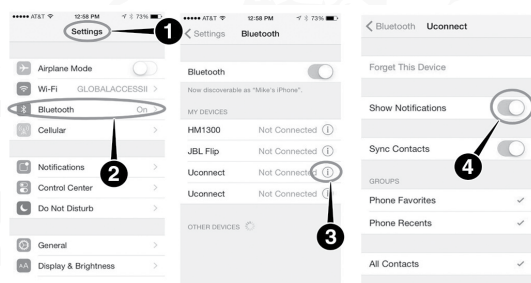 ●●●●● AT&T 12:58 PM 73%
Settings
1
Airplane Mode
Wi-Fi GLOBALACCESSII
Bluetooth On
2
Cellular
Notifications
Control Center
Do Not Disturb
General
AA Display & Brightness
●●●●● AT&T 12:58 PM 73%
Settings Bluetooth
Bluetooth
Now discoverable as "Mike's iPhone".
MY DEVICES
HM1300 Not Connected i
JBL Flip Not Connected i
Uconnect Not Connected i
Uconnect Not Connected i
3
OTHER DEVICES
Bluetooth Uconnect
Forget This Device
Show Notifications
4
Sync Contacts
GROUPS
Phone Favorites
Phone Recents
All Contacts